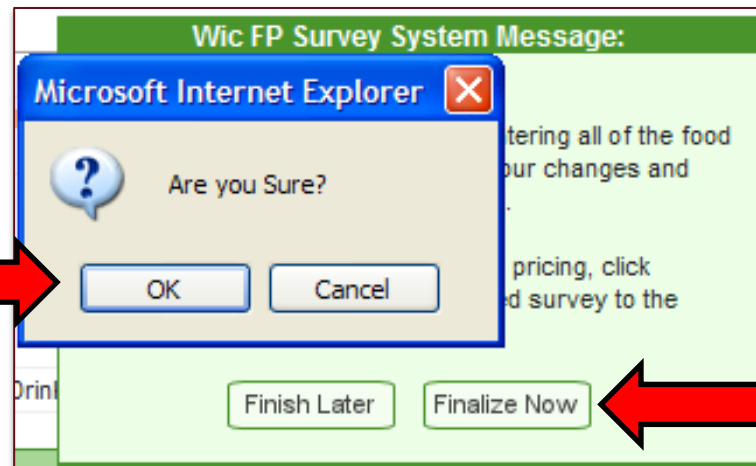 Wic FP Survey System Message:
Microsoft Internet Explorer
tering all of the food
our changes and
Are you Sure?
.
pricing, click
OK Cancel
ed survey to the
Finish Later Finalize Now